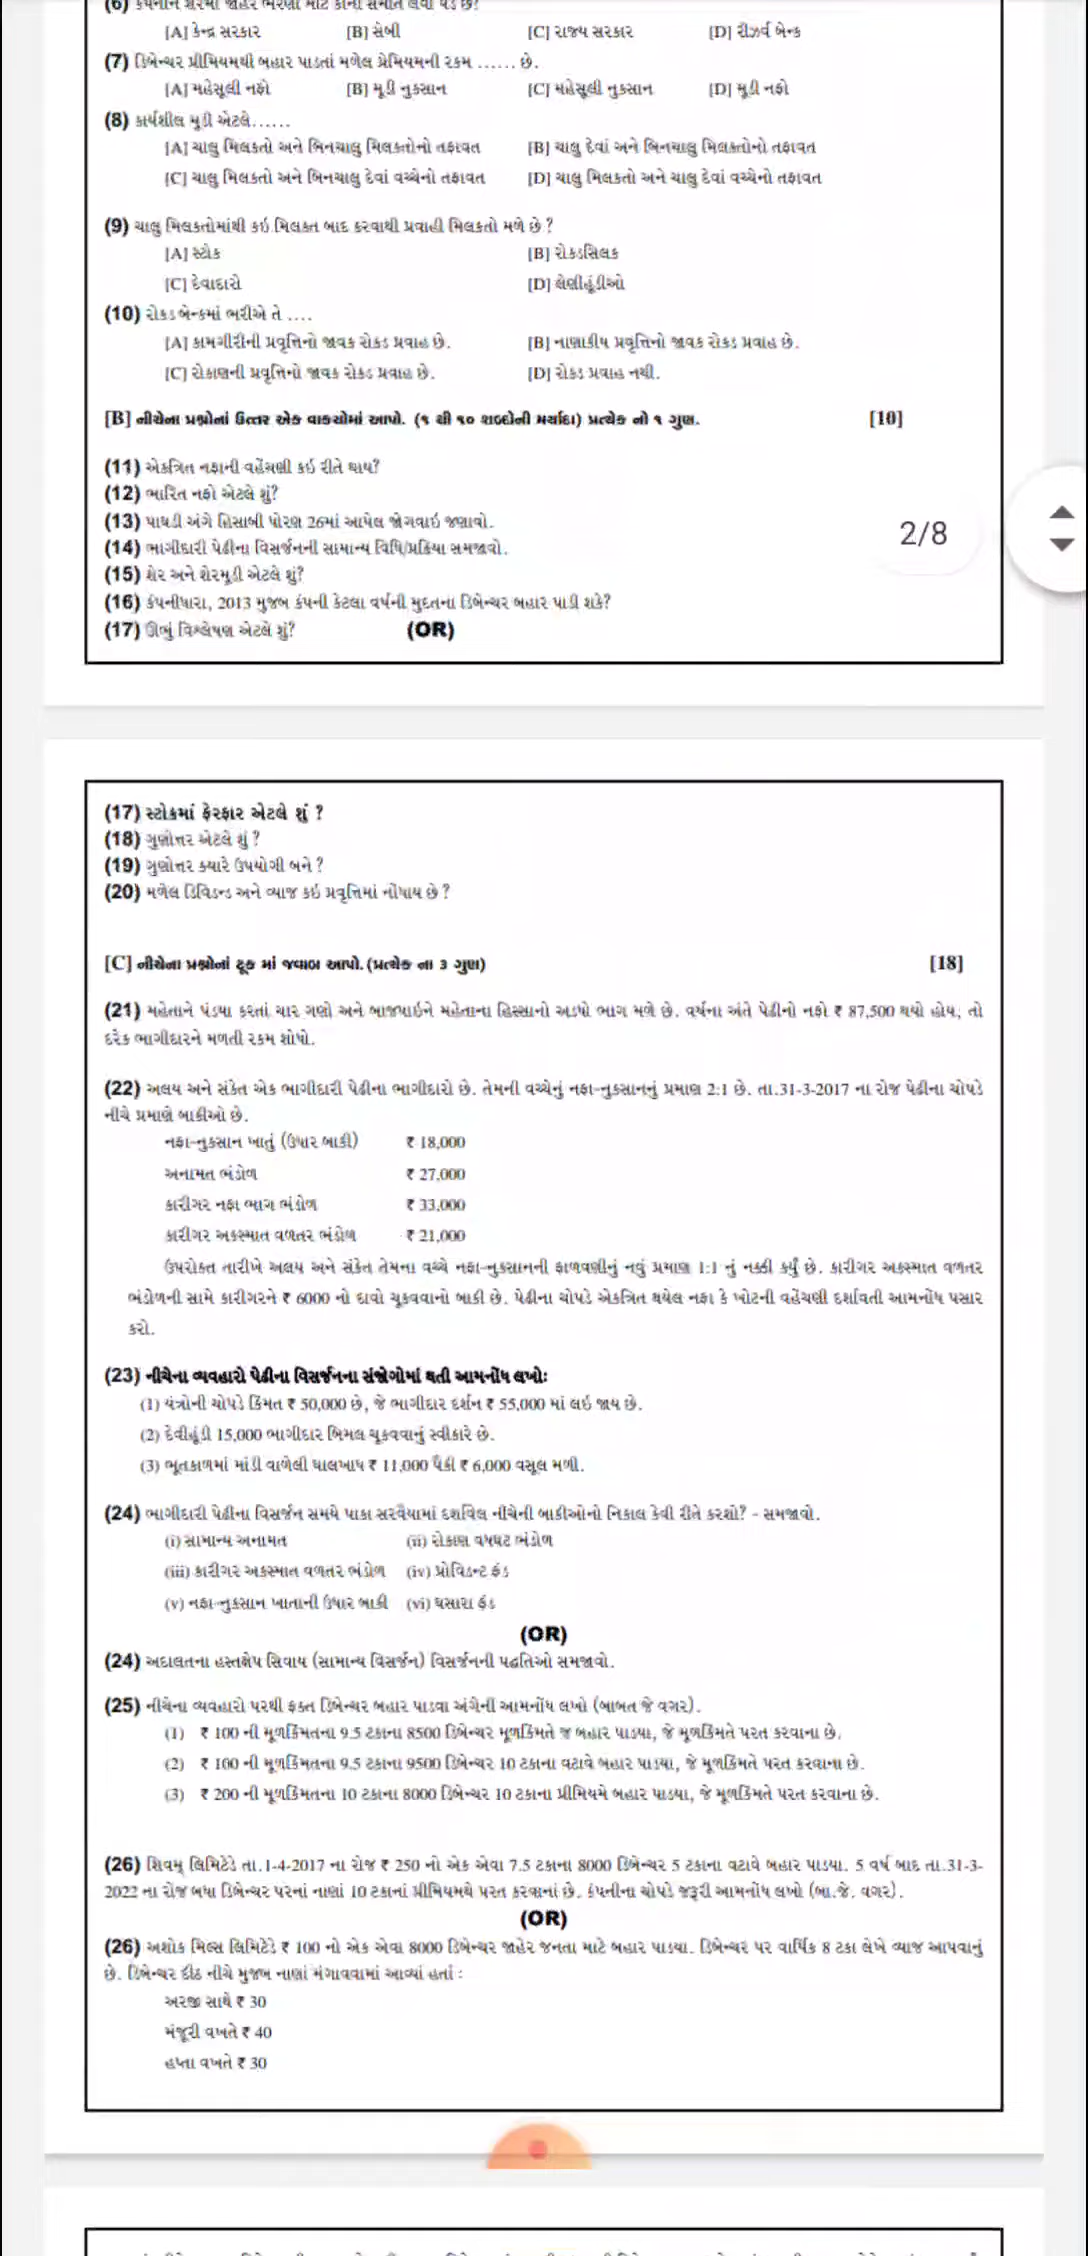 (6) કંપનીને શેરમાં જાહેર ભરણા માટે કોની સંમતિ લેવી પડે છે?
[A] કેન્દ્ર સરકાર [B] સેબી [C] રાજ્ય સરકાર [D] રીઝર્વ બેન્ક
(7) ડિબેન્ચર પ્રીમિયમથી બહાર પાડતાં મળેલ પ્રેમિયમની રકમ ...... છે.
[A] મહેસૂલી નફો [B] મૂડી નુકસાન [C] મહેસૂલી નુકસાન [D] મૂડી નફો
(8) કાર્યશીલ મુડી એટલે......
[A] ચાલુ મિલકતો અને બિનચાલુ મિલકતોનો તફાવત [B] ચાલુ દેવાં અને બિનચાલુ મિલકતોનો તફાવત
[C] ચાલુ મિલકતો અને બિનચાલુ દેવાં વચ્ચેનો તફાવત [D] ચાલુ મિલકતો અને ચાલુ દેવાં વચ્ચેનો તફાવત
(9) ચાલુ મિલકતોમાંથી કઇ મિલકત બાદ કરવાથી પ્રવાહી મિલકતો મળે છે ?
[A] સ્ટોક [B] રોકડસિલક
[C] દેવાદારો [D] લેણીહૂંડીઓ
(10) રોકડ બેન્કમાં ભરીએ તે ....
[A] કામગીરીની પ્રવૃત્તિનો જાવક રોકડ પ્રવાહ છે. [B] નાણાકીય પ્રવૃત્તિનો જાવક રોકડ પ્રવાહ છે.
[C] રોકાણની પ્રવૃત્તિનો જાવક રોકડ પ્રવાહ છે. [D] રોકડ પ્રવાહ નથી.
[B] નીચેના પ્રશ્નોનાં ઉત્તર એક વાક્યોમાં આપો. (૧ થી ૧૦ શબ્દોની મર્યાદા) પ્રત્યેક નો ૧ ગુણ. [10]
(11) એકત્રિત નફાની વહેંચણી કઇ રીતે થાય?
(12) ભારિત નફો એટલે શું?
(13) પાઘડી અંગે હિસાબી ધોરણ 26માં આપેલ જોગવાઇ જણાવો.
(14) ભાગીદારી પેઢીના વિસર્જનની સામાન્ય વિધિ/પ્રક્રિયા સમજાવો.
2/8
(15) શેર અને શેરમૂડી એટલે શું?
(16) કંપનીધારા, 2013 મુજબ કંપની કેટલા વર્ષની મુદતના ડિબેન્ચર બહાર પાડી શકે?
(17) ઊભું વિશ્લેષણ એટલે શું? (OR)
(17) સ્ટોકમાં ફેરફાર એટલે શું ?
(18) ગુણોત્તર એટલે શું ?
(19) ગુણોત્તર ક્યારે ઉપયોગી બને ?
(20) મળેલ ડિવિડન્ડ અને વ્યાજ કઇ પ્રવૃત્તિમાં નોંધાય છે ?
[C] નીચેના પ્રશ્નોનાં ટૂક માં જવાબ આપો. (પ્રત્યેક ના 3 ગુણ) [18]
(21) મહેતાને પંડ્યા કરતાં ચાર ગણો અને બાજપાઇને મહેતાના હિસ્સાનો અડધો ભાગ મળે છે. વર્ષના અંતે પેઢીનો નફો ₹ 87,500 થયો હોય, તો
દરેક ભાગીદારને મળતી રકમ શોધો.
(22) અલય અને સંકેત એક ભાગીદારી પેઢીના ભાગીદારો છે. તેમની વચ્ચેનું નફા-નુકસાનનું પ્રમાણ 2:1 છે. તા.31-3-2017 ના રોજ પેઢીના ચોપડે
નીચે પ્રમાણે બાકીઓ છે.
નફા-નુકસાન ખાતું (ઉધાર બાકી) ₹ 18,000
અનામત ભંડોળ ₹ 27,000
કારીગર નફા ભાગ ભંડોળ ₹ 33,000
કારીગર અકસ્માત વળતર ભંડોળ ₹ 21,000
ઉપરોક્ત તારીખે અલય અને સંકેત તેમના વચ્ચે નફા-નુકસાનની ફાળવણીનું નવું પ્રમાણ 1:1 નું નક્કી કર્યું છે. કારીગર અકસ્માત વળતર
ભંડોળની સામે કારીગરને ₹ 6000 નો દાવો ચૂકવવાનો બાકી છે. પેઢીના ચોપડે એકત્રિત થયેલ નફા કે ખોટની વહેંચણી દર્શાવતી આમનોંધ પસાર
કરો.
(23) નીચેના વ્યવહારો પેઢીના વિસર્જનના સંજોગોમાં થતી આમનોંધ લખો:
(1) યંત્રોની ચોપડે કિંમત ₹ 50,000 છે, જે ભાગીદાર દર્શન ₹ 55,000 માં લઇ જાય છે.
(2) દેવીહૂંડી 15,000 ભાગીદાર બિમલ ચૂકવવાનું સ્વીકારે છે.
(3) ભૂતકાળમાં માંડી વાળેલી ઘાલખાધ ₹ 11,000 પૈકી ₹ 6,000 વસૂલ મળી.
(24) ભાગીદારી પેઢીના વિસર્જન સમયે પાકા સરવૈયામાં દર્શાવેલ નીચેની બાકીઓનો નિકાલ કેવી રીતે કરશો? - સમજાવો.
(i) સામાન્ય અનામત (ii) રોકાણ વધઘટ ભંડોળ
(iii) કારીગર અકસ્માત વળતર ભંડોળ (iv) પ્રોવિડન્ટ ફંડ
(v) નફા-નુકસાન ખાતાની ઉધાર બાકી (vi) ઘસારા ફંડ
(OR)
(24) અદાલતના હસ્તક્ષેપ સિવાય (સામાન્ય વિસર્જન) વિસર્જનની પદ્ધતિઓ સમજાવો.
(25) નીચેના વ્યવહારો પરથી ફક્ત ડિબેન્ચર બહાર પાડવા અંગેની આમનોંધ લખો (બાબત જે વગર).
(1) ₹ 100 ની મૂળકિંમતના 9.5 ટકાના 8500 ડિબેન્ચર મૂળકિંમતે જ બહાર પાડ્યા, જે મૂળકિંમતે પરત કરવાના છે.
(2) ₹ 100 ની મૂળકિંમતના 9.5 ટકાના 9500 ડિબેન્ચર 10 ટકાના વટાવે બહાર પાડ્યા, જે મૂળકિંમતે પરત કરવાના છે.
(3) ₹ 200 ની મૂળકિંમતના 10 ટકાના 8000 ડિબેન્ચર 10 ટકાના પ્રીમિયમે બહાર પાડ્યા, જે મૂળકિંમતે પરત કરવાના છે.
(26) શિવમ્ લિમિટેડે તા.1-4-2017 ના રોજ ₹ 250 નો એક એવા 7.5 ટકાના 8000 ડિબેન્ચર 5 ટકાના વટાવે બહાર પાડ્યા. 5 વર્ષ બાદ તા.31-3-
2022 ના રોજ બધા ડિબેન્ચર પરનાં નાણાં 10 ટકાનાં પ્રીમિયમથે પરત કરવાનાં છે. કંપનીના ચોપડે જરૂરી આમનોંધ લખો (બા.જે. વગર).
(OR)
(26) અશોક મિલ્સ લિમિટેડે ₹ 100 નો એક એવા 8000 ડિબેન્ચર જાહેર જનતા માટે બહાર પાડ્યા. ડિબેન્ચર પર વાર્ષિક 8 ટકા લેખે વ્યાજ આપવાનું
છે. ડિબેન્ચર દીઠ નીચે મુજબ નાણાં મંગાવવામાં આવ્યાં હતાં :
અરજી સાથે ₹ 30
મંજૂરી વખતે ₹ 40
હપ્તા વખતે ₹ 30